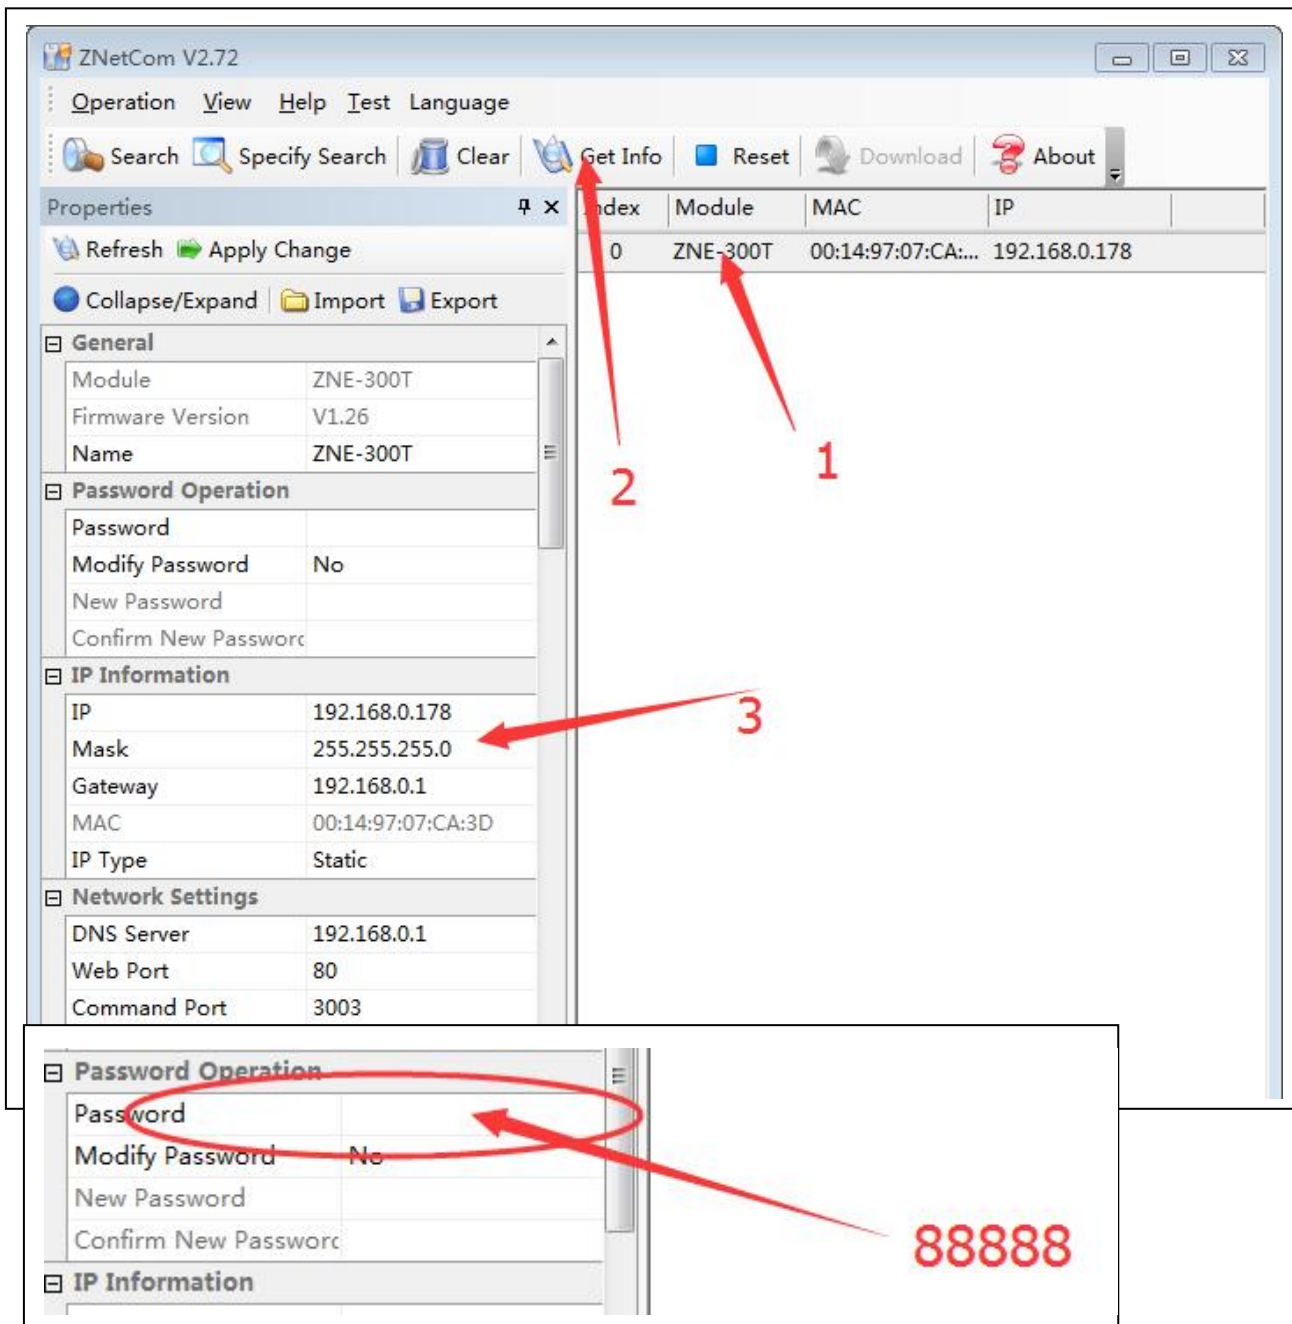 ZNetCom V2.72
Operation View Help Test Language
Search Specify Search Clear Get Info Reset Download About
Properties
Refresh Apply Change
Collapse/Expand Import Export
General
Module ZNE-300T
Firmware Version V1.26
Name ZNE-300T
Password Operation
Password
Modify Password No
New Password
Confirm New Passworc
IP Information
IP 192.168.0.178
Mask 255.255.255.0
Gateway 192.168.0.1
MAC 00:14:97:07:CA:3D
IP Type Static
Network Settings
DNS Server 192.168.0.1
Web Port 80
Command Port 3003
Index Module MAC IP
0 ZNE-300T 00:14:97:07:CA:... 192.168.0.178
1
2
3
Password Operation
Password
Modify Password No
New Password
Confirm New Passworc
IP Information
88888